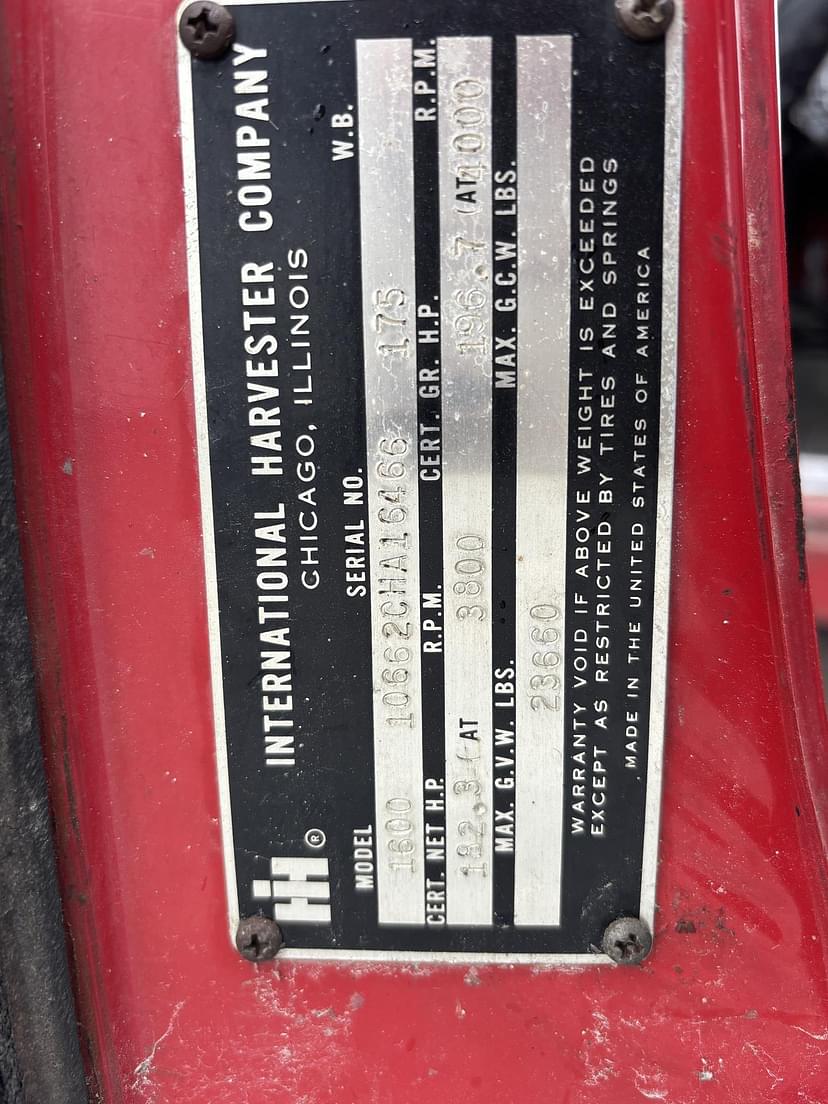 IH ® INTERNATIONAL HARVESTER COMPANY
CHICAGO, ILLINOIS
MODEL SERIAL NO. W.B.
1600 10662CHA16466 175
CERT. NET H.P. R.P.M. CERT. GR. H.P. R.P.M.
182.3 (AT 3800 196.7 (AT 4000
MAX. G.V.W. LBS. MAX. G.C.W. LBS.
23660
WARRANTY VOID IF ABOVE WEIGHT IS EXCEEDED
EXCEPT AS RESTRICTED BY TIRES AND SPRINGS
MADE IN THE UNITED STATES OF AMERICA